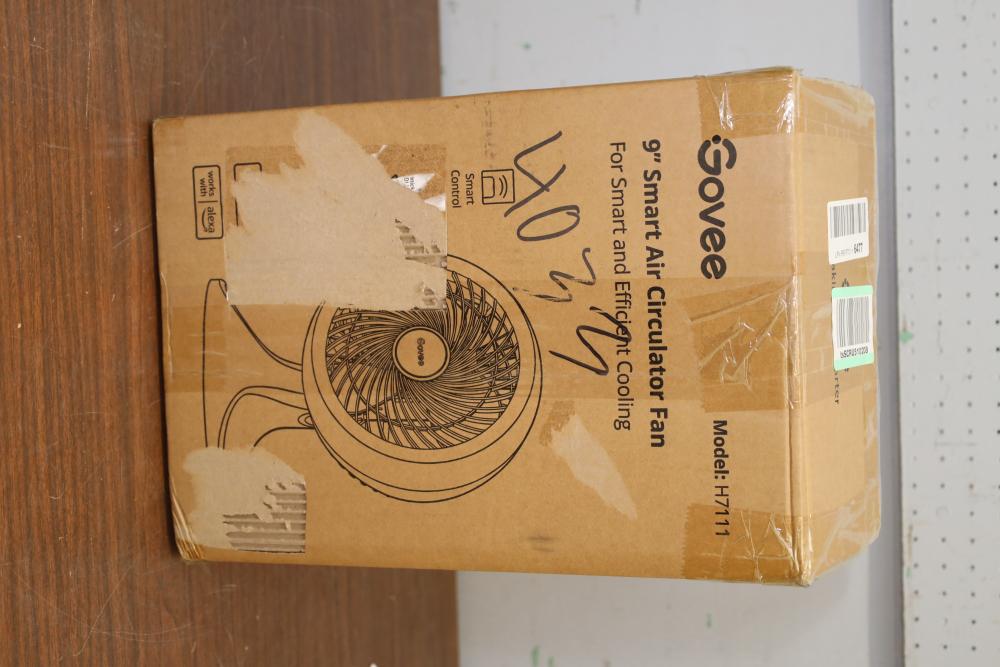 Govee
Model: H7111
9" Smart Air Circulator Fan
For Smart and Efficient Cooling
Smart
Control
Govee
works
with
alexa